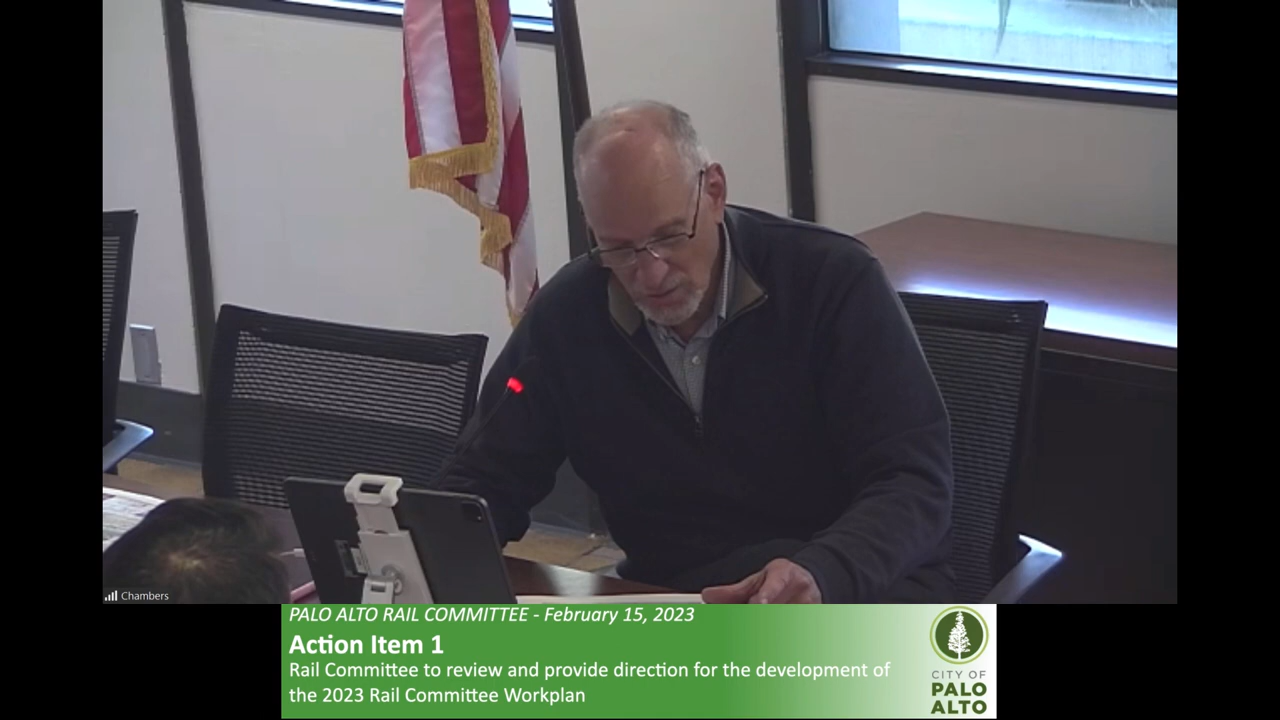 Chambers
PALO ALTO RAIL COMMITTEE - February 15, 2023
Action Item 1
Rail Committee to review and provide direction for the development of
the 2023 Rail Committee Workplan
CITY OF
PALO
ALTO